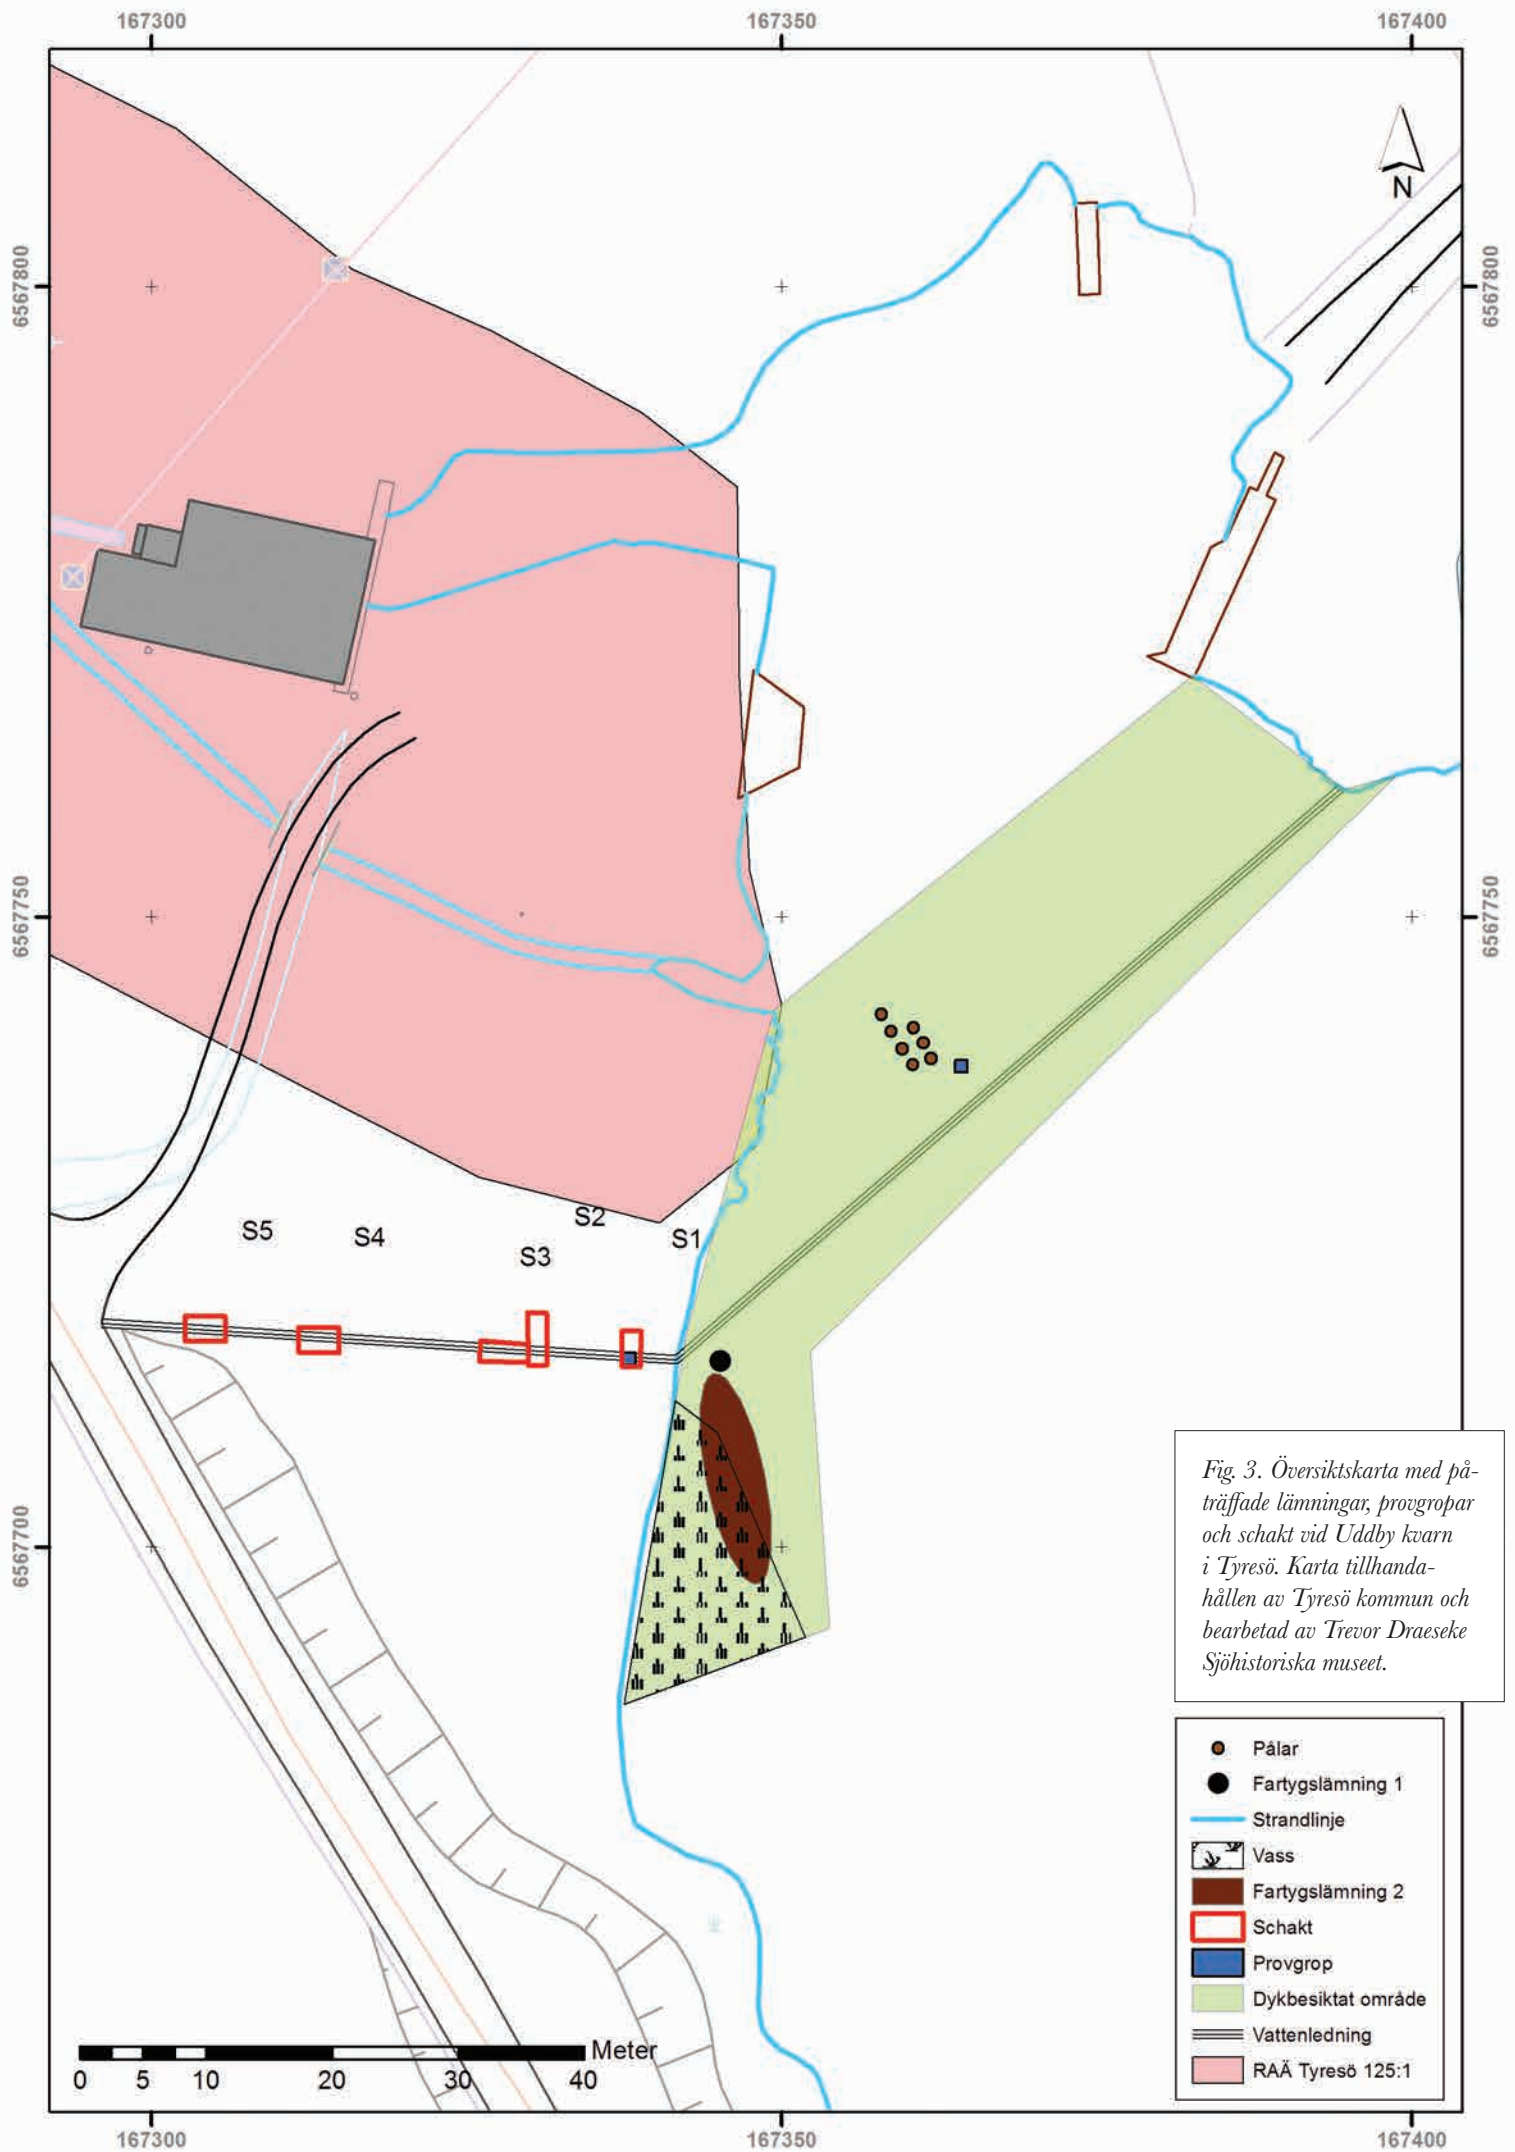 167300
167350
167400
N
6567800
6567800
6567750
6567750
S5
S4
S3
S2
S1
6567700
Fig. 3. Översiktskarta med på-
träffade lämningar, provgropar
och schakt vid Uddby kvarn
i Tyresö. Karta tillhanda-
hållen av Tyresö kommun och
bearbetad av Trevor Draeseke
Sjöhistoriska museet.
Pålar
Fartygslämning 1
Strandlinje
Vass
Fartygslämning 2
Schakt
Provgrop
Dykbesiktat område
Vattenledning
RAÄ Tyresö 125:1
Meter
0 5 10 20 30 40
167300
167350
167400